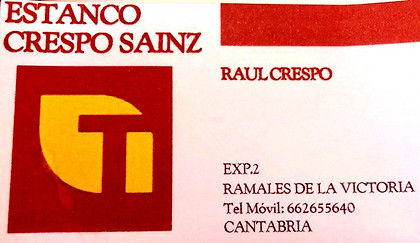 ESTANCO
CRESPO SAINZ
RAUL CRESPO
T
EXP.2
RAMALES DE LA VICTORIA
Tel Móvil: 662655640
CANTABRIA